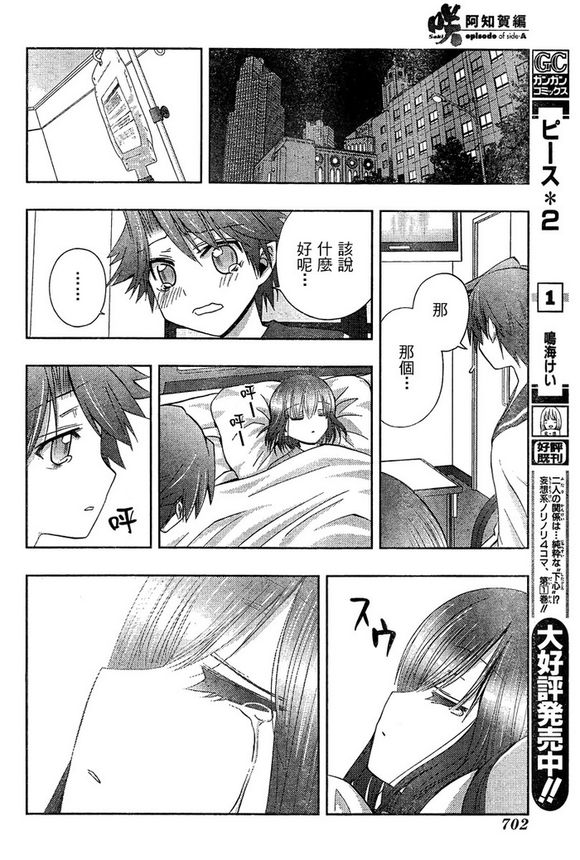 咲
Saki
阿知賀編
episode of side-A
GC
ガンガン
コミックス
ピース*2
1
鳴海けい
好評
既刊
二人の関係は…純粋な“下心”!?
妄想系ノリノリ4コマ、第1巻!!
大好評発売中!!
那
那個…
該說
什麼
好呢…
……
呼ー
呼ー
呼
スウ
702